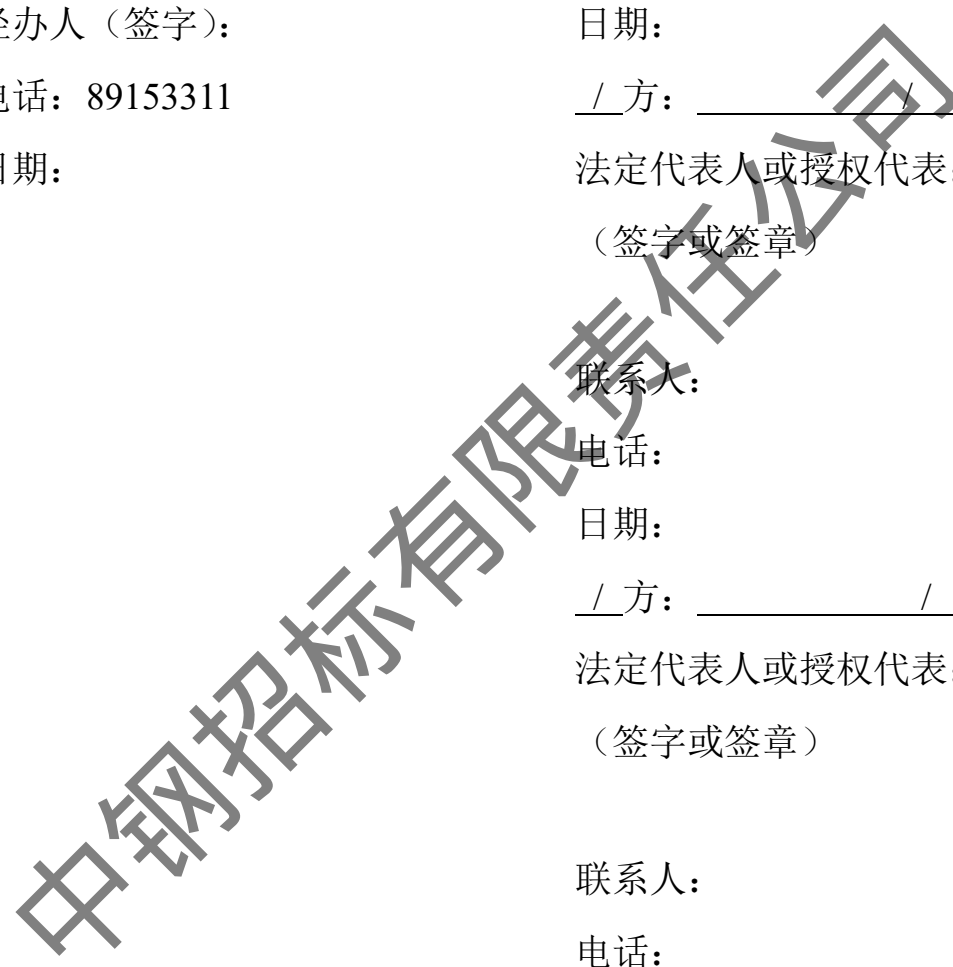 经办人（签字）：
电话：89153311
日期：
日期：
/ 方： /
法定代表人或授权代表：
（签字或签章）
联系人：
电话：
日期：
/ 方： /
法定代表人或授权代表：
（签字或签章）
联系人：
电话：
中钢招标有限责任公司